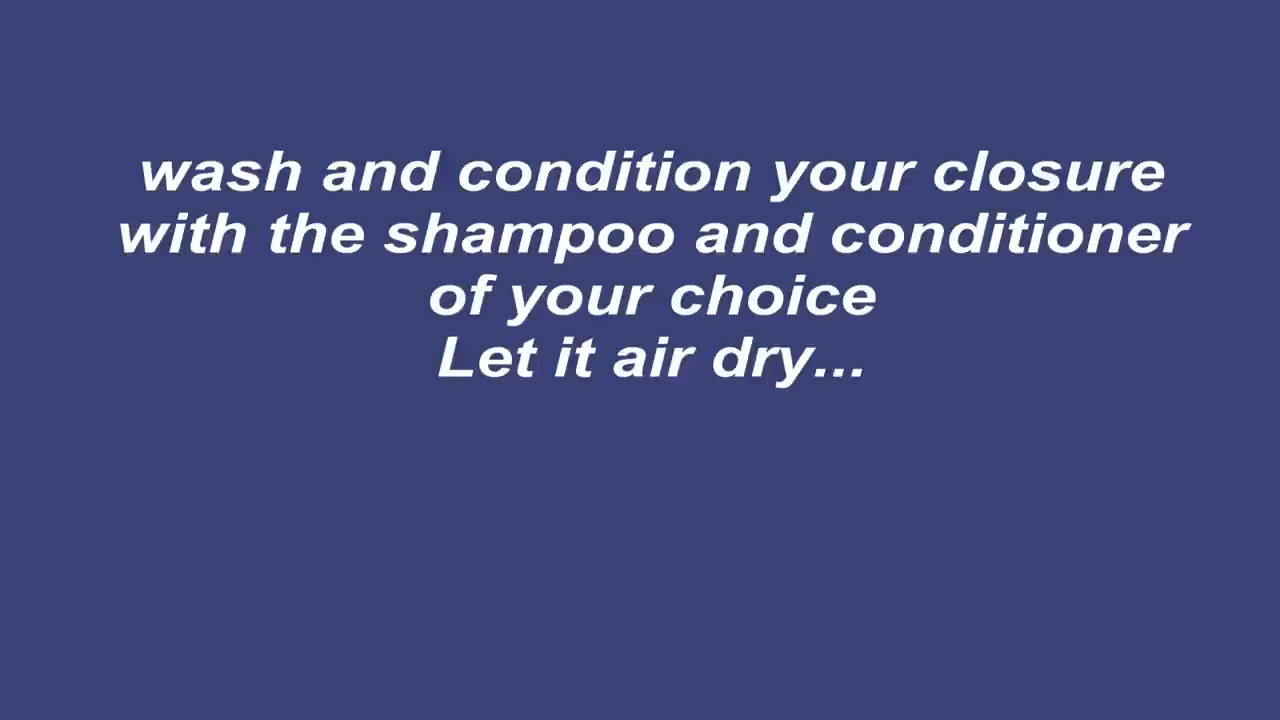 wash and condition your closure
with the shampoo and conditioner
of your choice
Let it air dry...